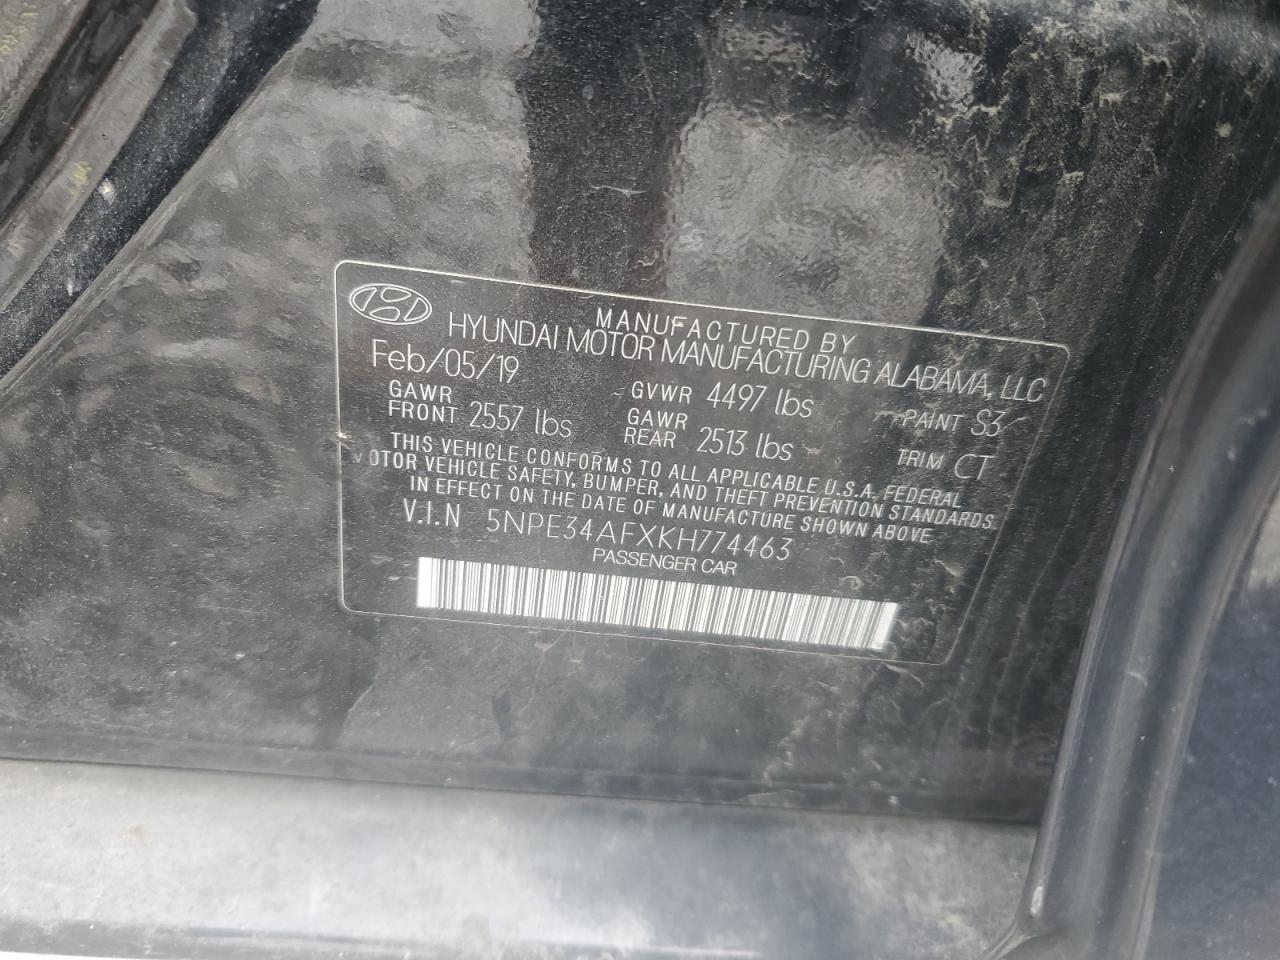 MANUFACTURED BY
HYUNDAI MOTOR MANUFACTURING ALABAMA, LLC
Feb/05/19
GAWR FRONT 2557 lbs
GVWR 4497 lbs
GAWR REAR 2513 lbs
PAINT S3
TRIM CT
THIS VEHICLE CONFORMS TO ALL APPLICABLE U.S.A. FEDERAL
MOTOR VEHICLE SAFETY, BUMPER, AND THEFT PREVENTION STANDARDS
IN EFFECT ON THE DATE OF MANUFACTURE SHOWN ABOVE
V.I.N 5NPE34AFXKH774463
PASSENGER CAR